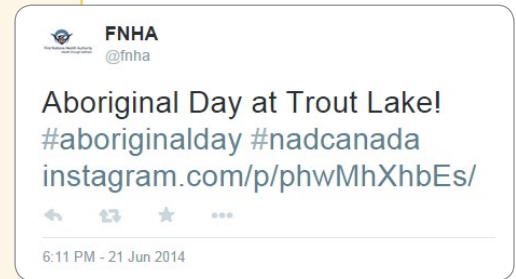 FNHA
@fnha
Aboriginal Day at Trout Lake!
#aboriginalday #nadcanada
instagram.com/p/phwMhXhbEs/
6:11 PM - 21 Jun 2014